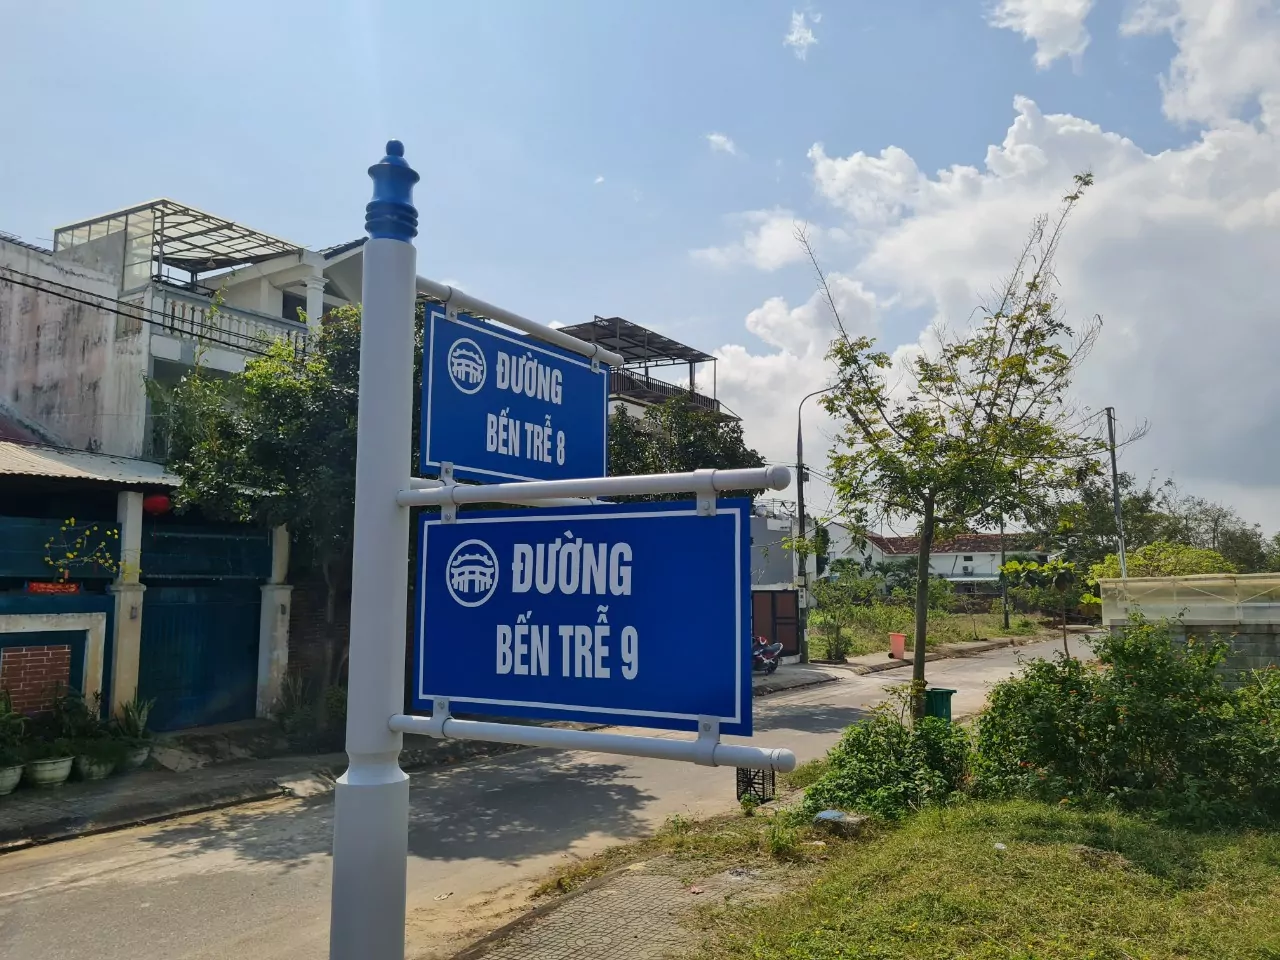 ĐƯỜNG
BẾN TRỄ 8
ĐƯỜNG
BẾN TRỄ 9